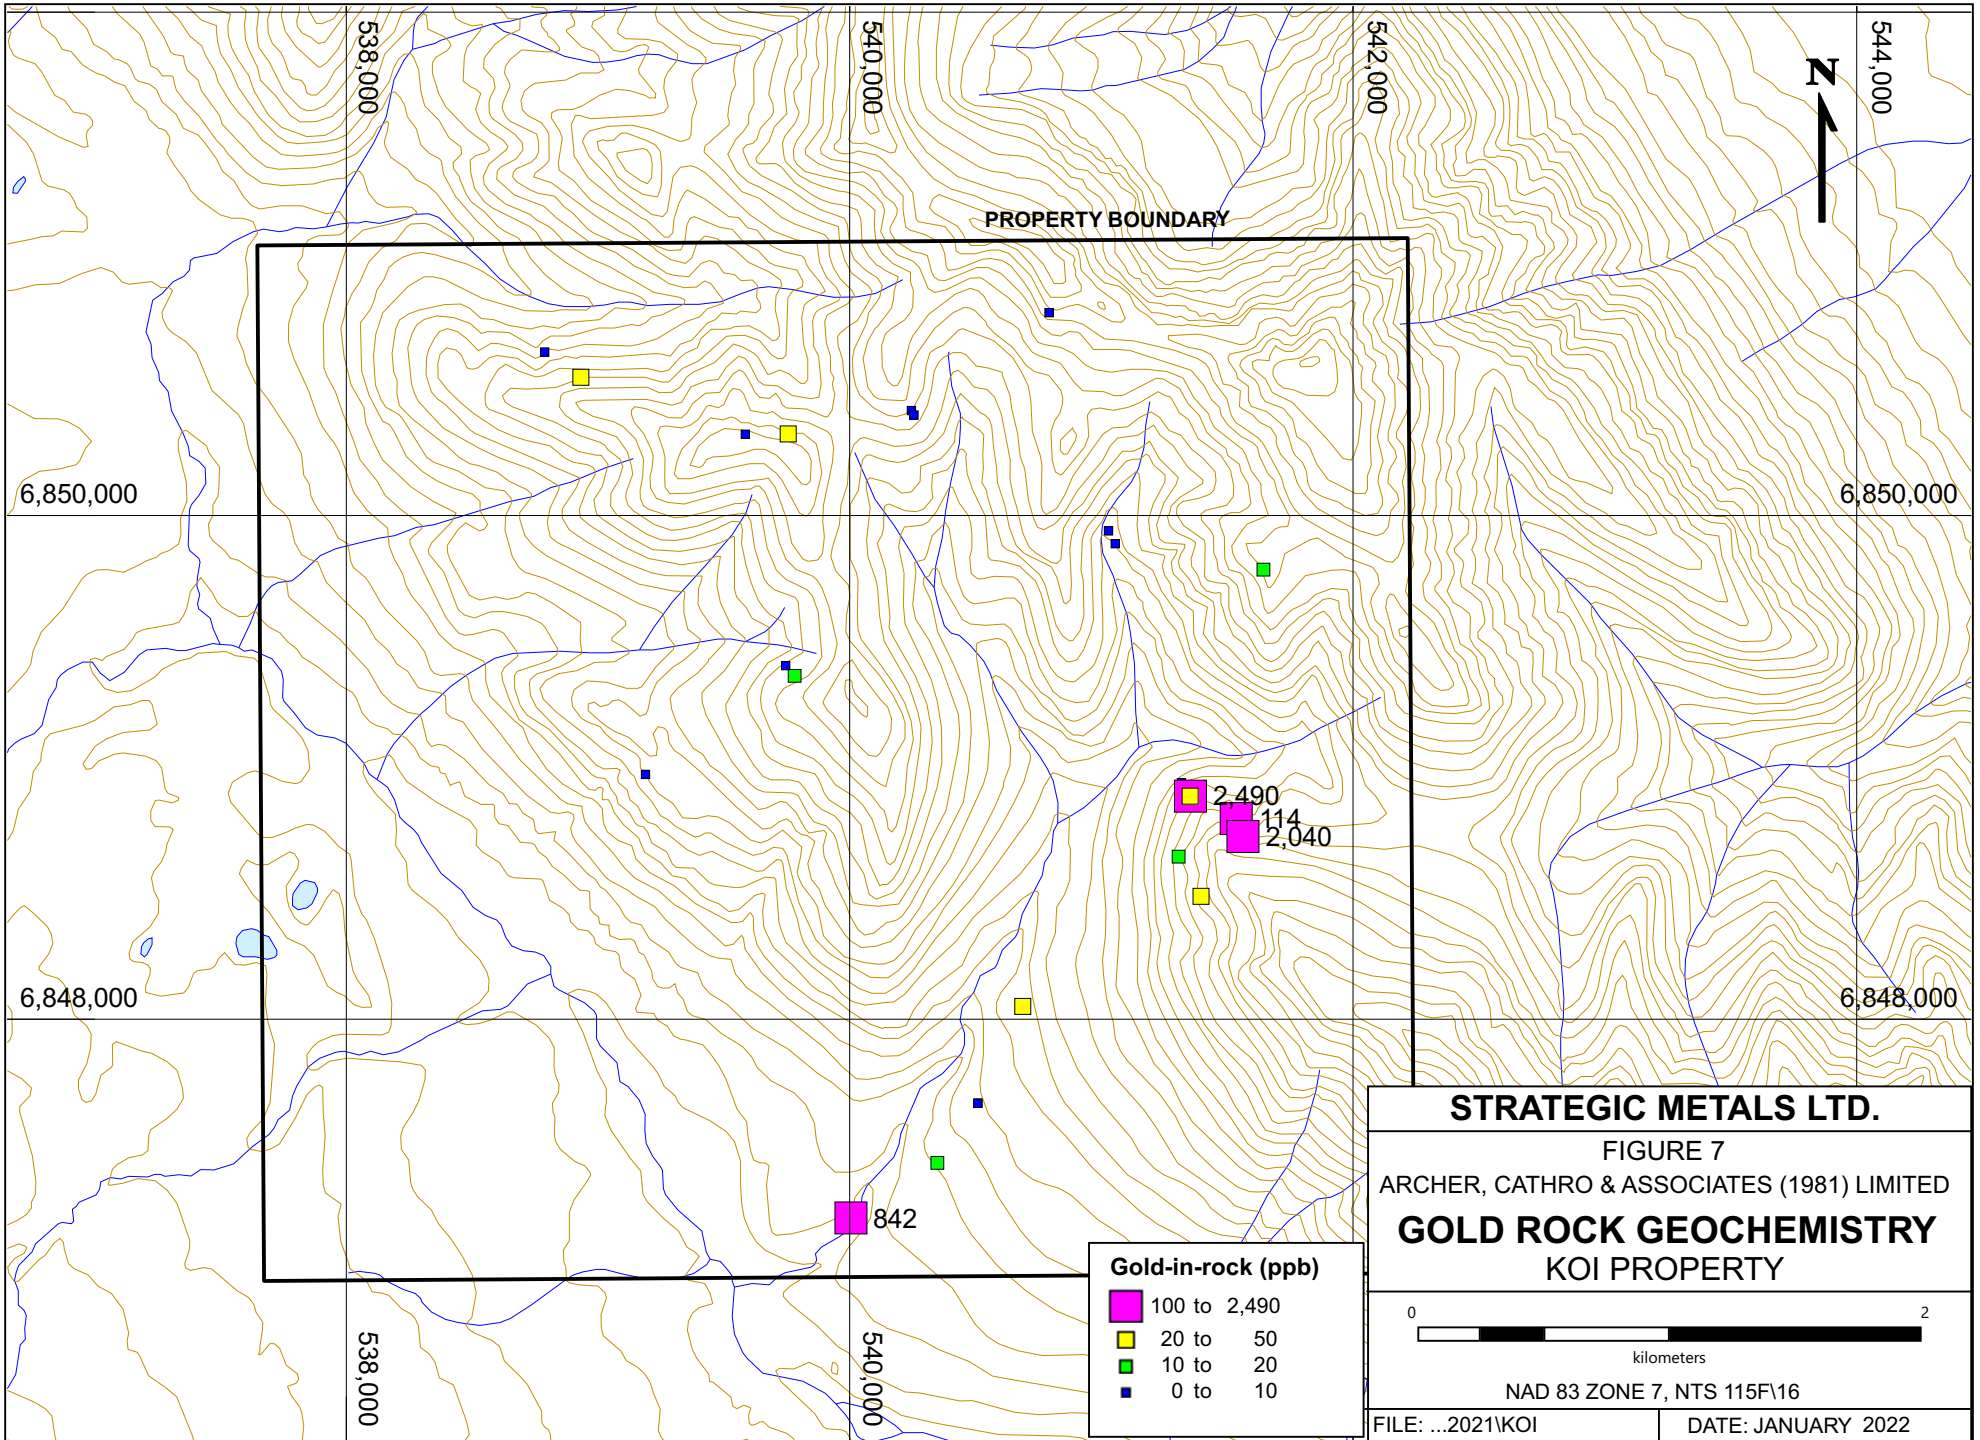 538,000
540,000
542,000
544,000
N
PROPERTY BOUNDARY
6,850,000
6,850,000
2,490
114
2,040
6,848,000
6,848,000
842
538,000
540,000
Gold-in-rock (ppb)
100 to 2,490
20 to 50
10 to 20
0 to 10
STRATEGIC METALS LTD.
FIGURE 7
ARCHER, CATHRO & ASSOCIATES (1981) LIMITED
GOLD ROCK GEOCHEMISTRY
KOI PROPERTY
0 2
kilometers
NAD 83 ZONE 7, NTS 115F\16
FILE: ...2021\KOI
DATE: JANUARY 2022